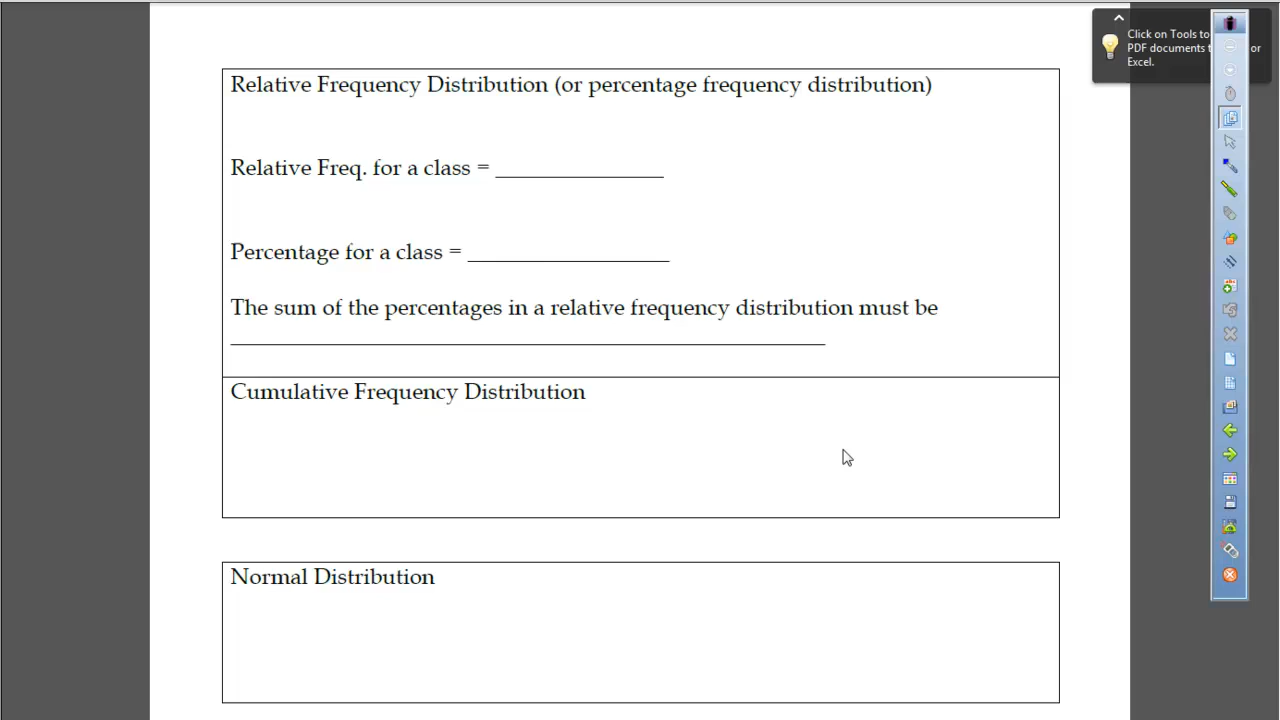 Click on Tools to
PDF documents t or
Excel.
Relative Frequency Distribution (or percentage frequency distribution)
Relative Freq. for a class = _______________
Percentage for a class = __________________
The sum of the percentages in a relative frequency distribution must be
_____________________________________________________
Cumulative Frequency Distribution
Normal Distribution